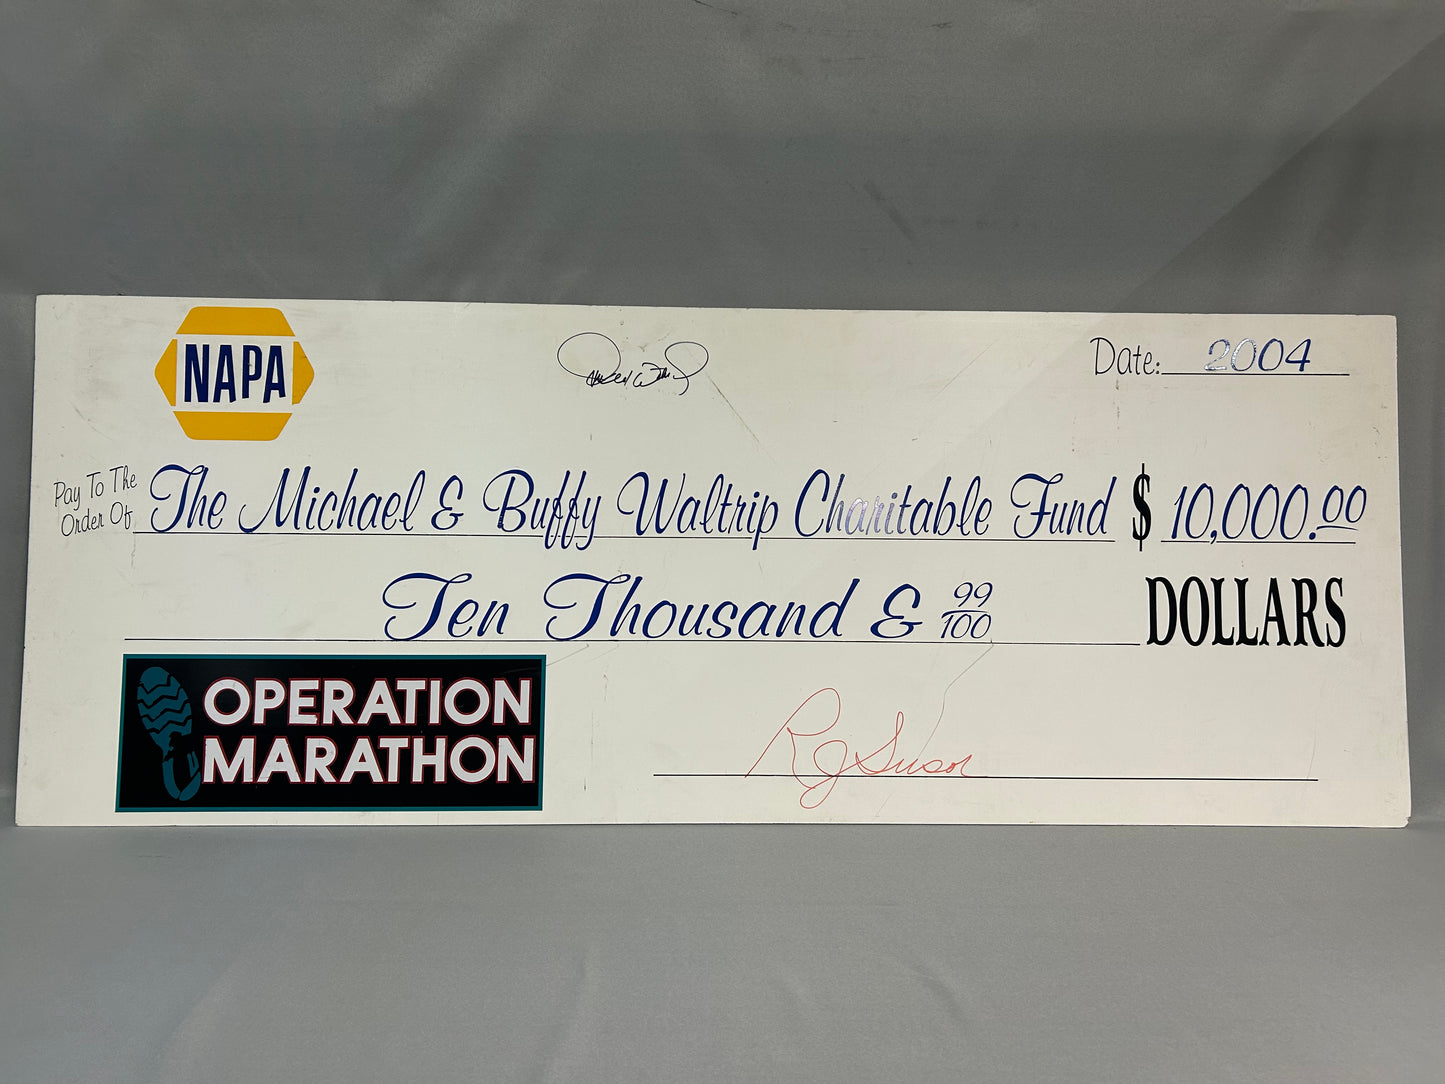 NAPA
Date: 2004
Pay To The
Order Of
The Michael & Buffy Waltrip Charitable Fund $ 10,000.00
Ten Thousand & 99/100 DOLLARS
OPERATION
MARATHON